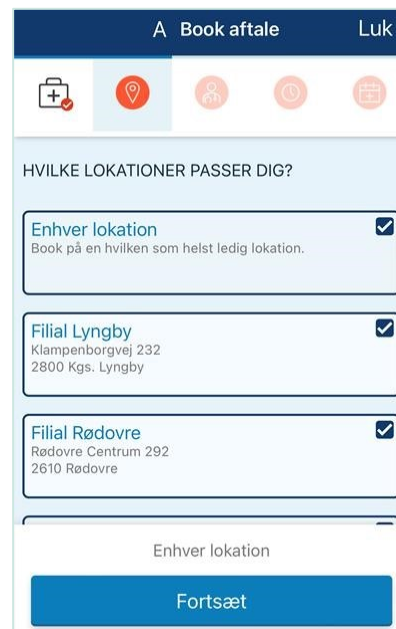 A Book aftale Luk
HVILKE LOKATIONER PASSER DIG?
Enhver lokation
Book på en hvilken som helst ledig lokation.
Filial Lyngby
Klampenborgvej 232
2800 Kgs. Lyngby
Filial Rødovre
Rødovre Centrum 292
2610 Rødovre
Enhver lokation
Fortsæt